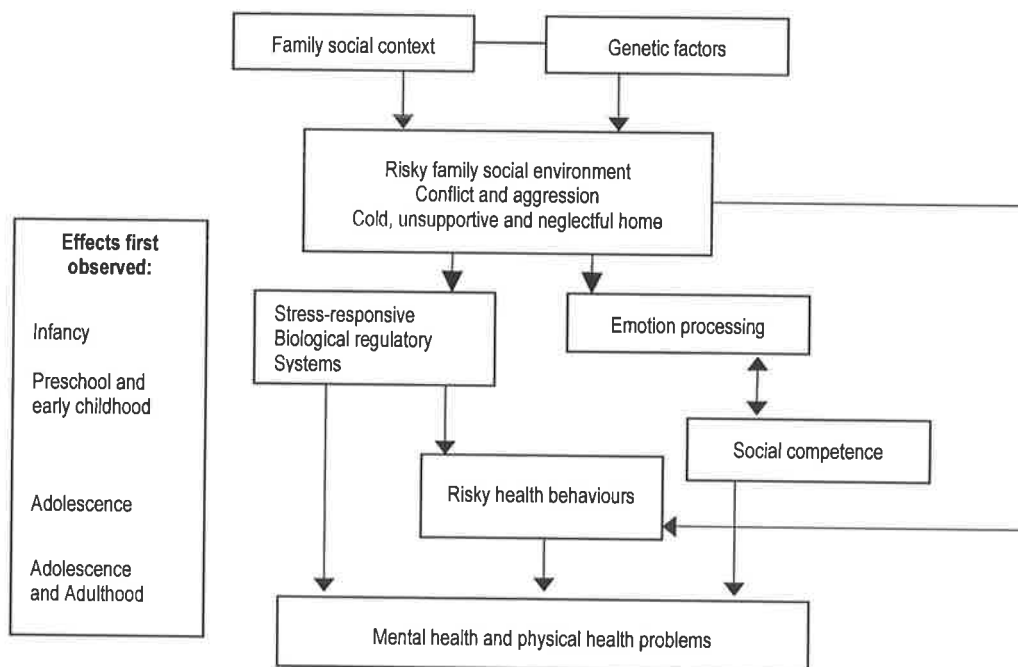 Family social context
Genetic factors
Risky family social environment
Conflict and aggression
Cold, unsupportive and neglectful home
Effects first
observed:
Infancy
Preschool and
early childhood
Adolescence
Adolescence
and Adulthood
Stress-responsive
Biological regulatory
Systems
Emotion processing
Social competence
Risky health behaviours
Mental health and physical health problems